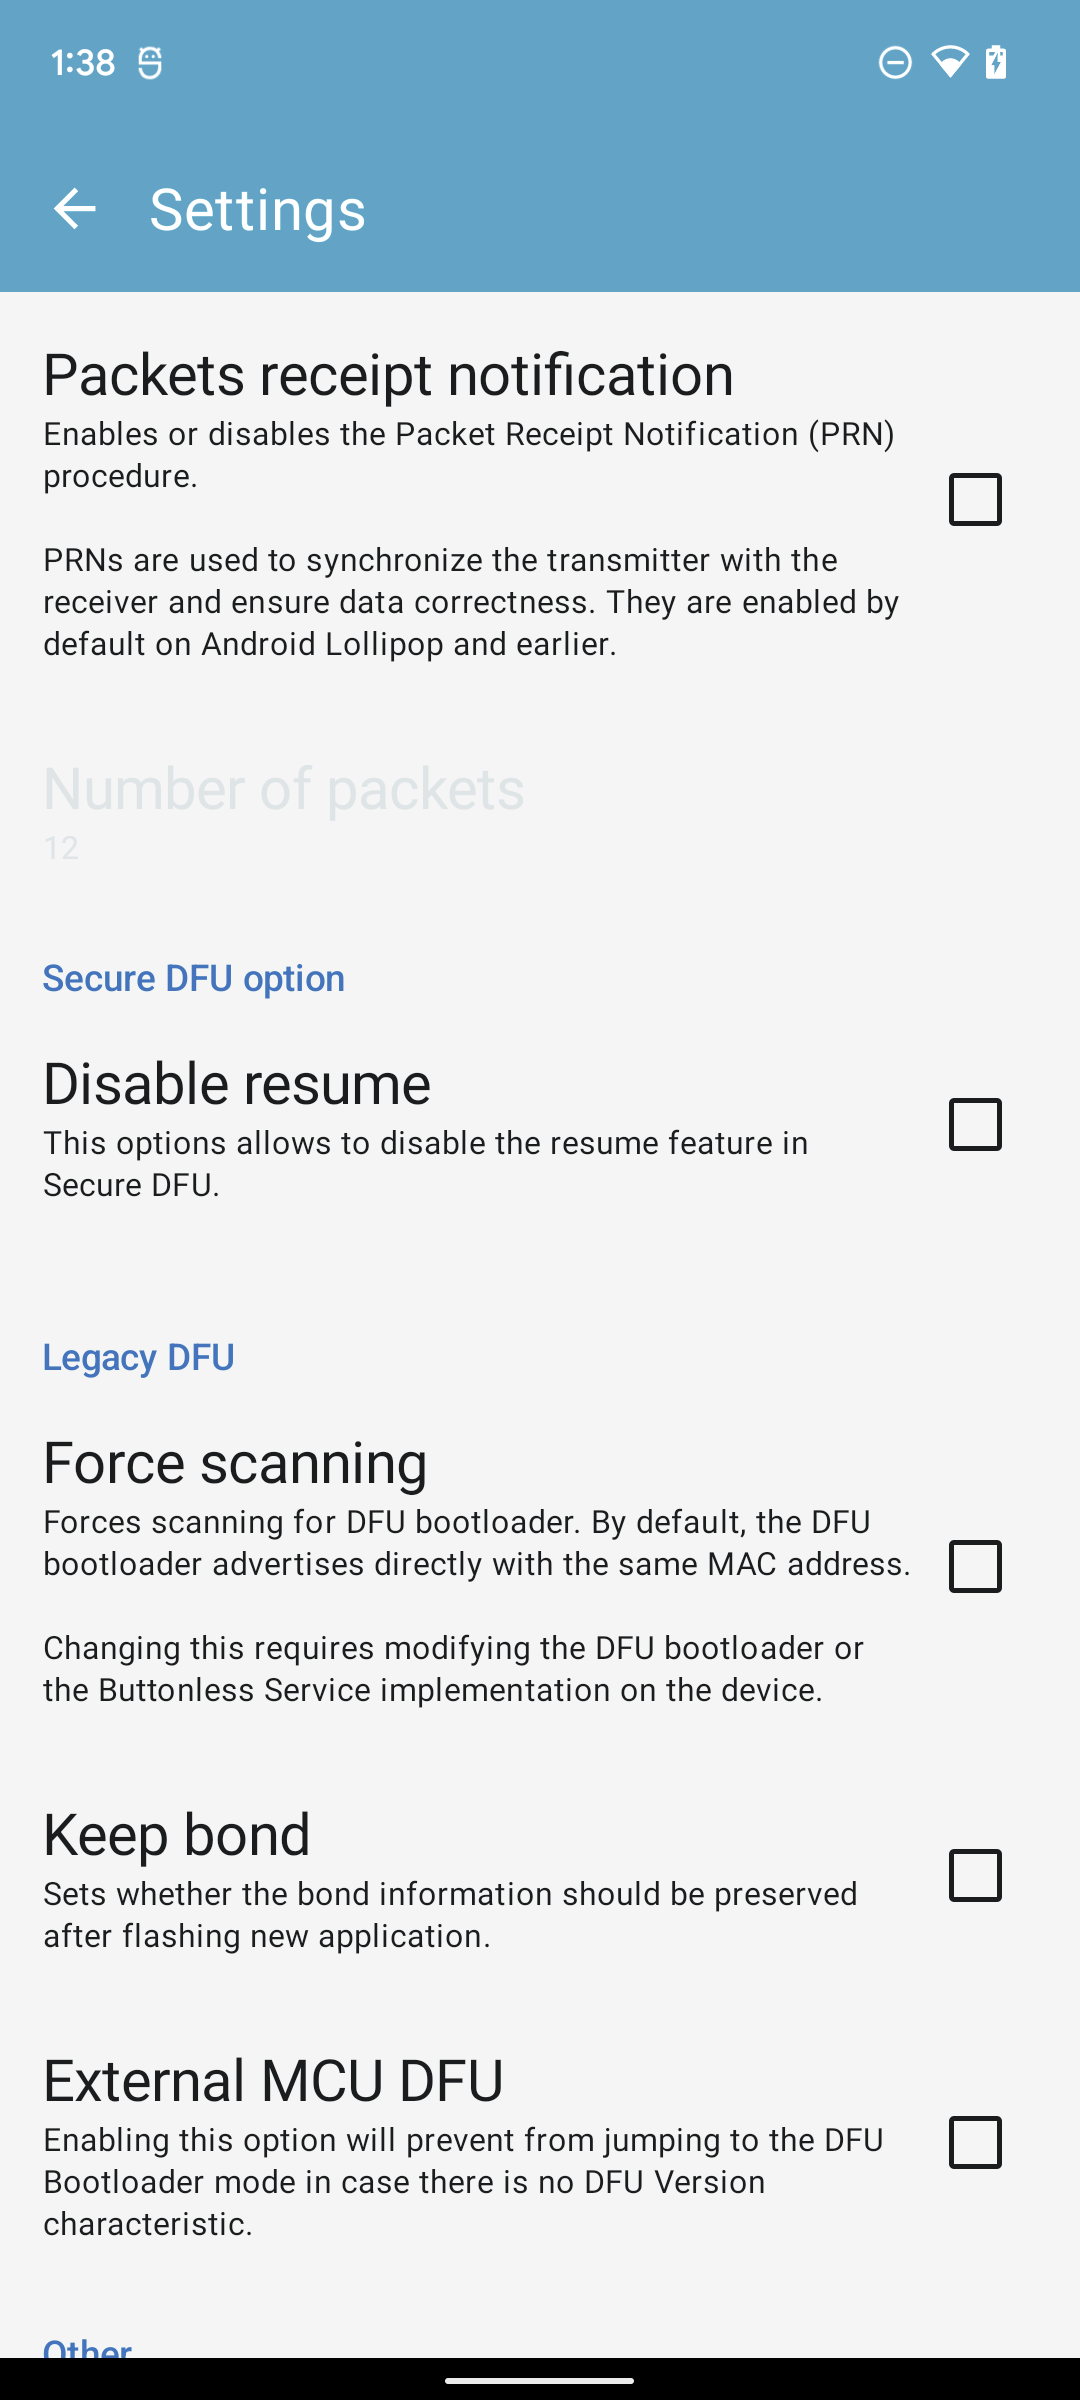 1:38
Settings
Packets receipt notification
Enables or disables the Packet Receipt Notification (PRN)
procedure.
PRNs are used to synchronize the transmitter with the
receiver and ensure data correctness. They are enabled by
default on Android Lollipop and earlier.
Number of packets
12
Secure DFU option
Disable resume
This options allows to disable the resume feature in
Secure DFU.
Legacy DFU
Force scanning
Forces scanning for DFU bootloader. By default, the DFU
bootloader advertises directly with the same MAC address.
Changing this requires modifying the DFU bootloader or
the Buttonless Service implementation on the device.
Keep bond
Sets whether the bond information should be preserved
after flashing new application.
External MCU DFU
Enabling this option will prevent from jumping to the DFU
Bootloader mode in case there is no DFU Version
characteristic.
Other